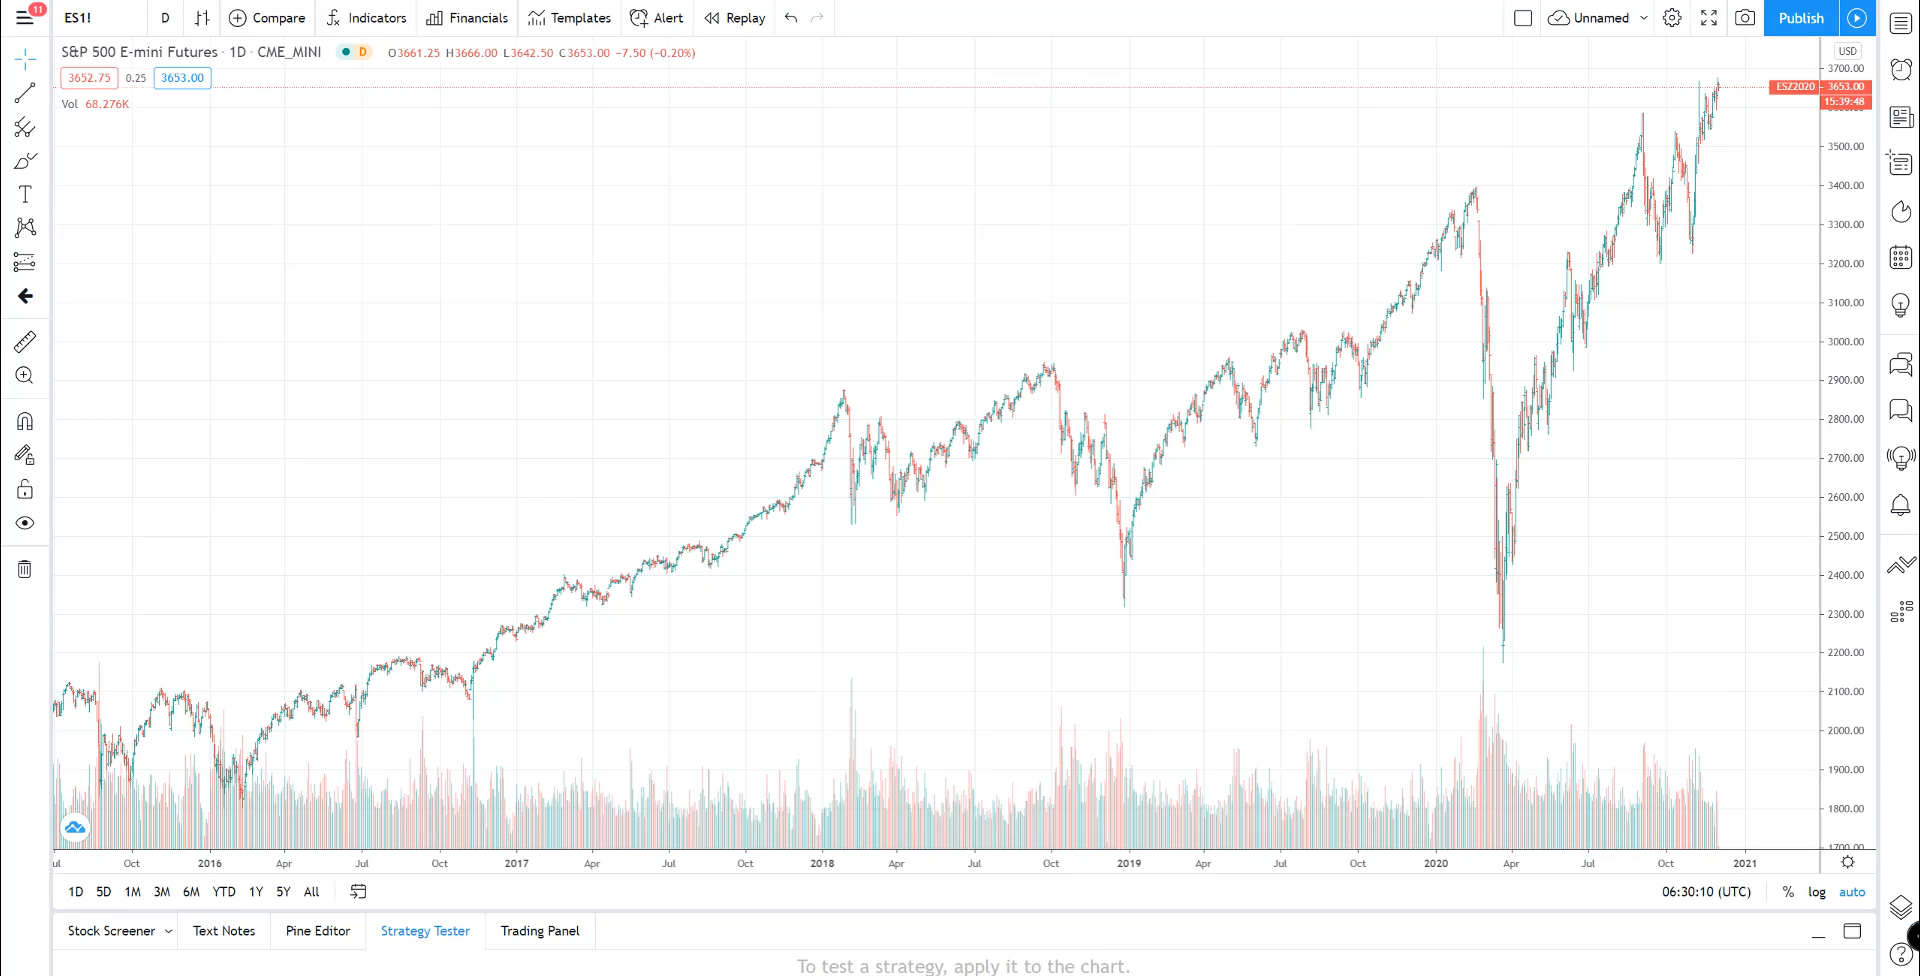 11 ES1! D Compare Indicators Financials Templates Alert Replay Unnamed Publish
S&P 500 E-mini Futures · 1D · CME_MINI D O3661.25 H3666.00 L3642.50 C3653.00 −7.50 (−0.20%) USD
3652.75 0.25 3653.00
Vol 68.276K
3700.00
ESZ2020 3653.00
15:39:48
3500.00
3400.00
3300.00
3200.00
3100.00
3000.00
2900.00
2800.00
2700.00
2600.00
2500.00
2400.00
2300.00
2200.00
2100.00
2000.00
1900.00
1800.00
1700.00
ul Oct 2016 Apr Jul Oct 2017 Apr Jul Oct 2018 Apr Jul Oct 2019 Apr Jul Oct 2020 Apr Jul Oct 2021
1D 5D 1M 3M 6M YTD 1Y 5Y All 06:30:10 (UTC) % log auto
Stock Screener Text Notes Pine Editor Strategy Tester Trading Panel
To test a strategy, apply it to the chart.